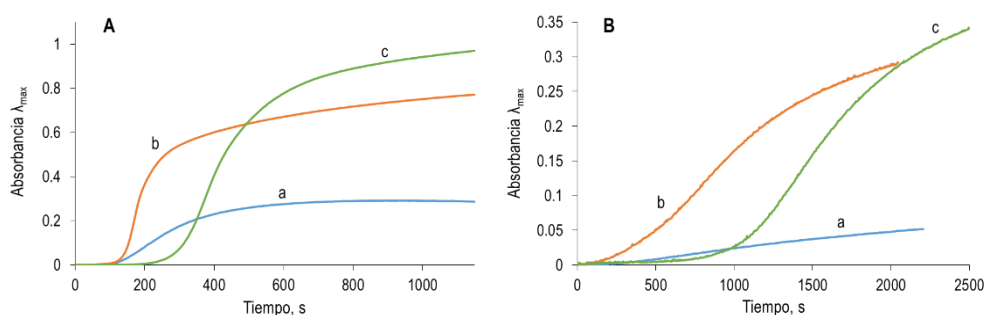 A
Absorbancia λmax
1
0.8
0.6
0.4
0.2
0
0 200 400 600 800 1000
Tiempo, s
a
b
c
B
Absorbancia λmax
0.35
0.3
0.25
0.2
0.15
0.1
0.05
0
0 500 1000 1500 2000 2500
Tiempo, s
a
b
c